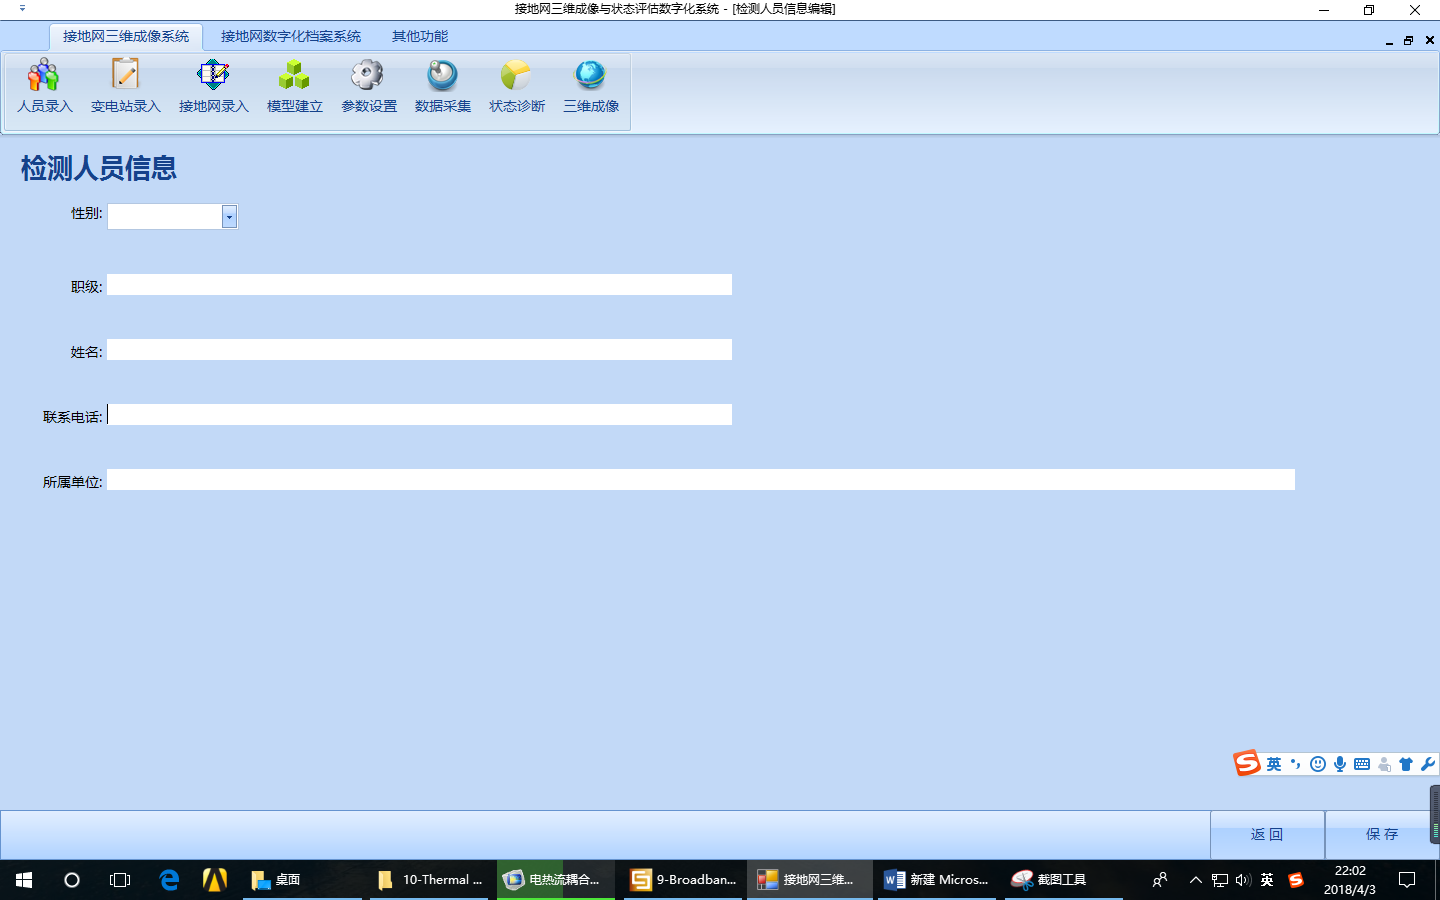 接地网三维成像与状态评估数字化系统 - [检测人员信息编辑]
接地网三维成像系统 接地网数字化档案系统 其他功能
人员录入 变电站录入 接地网录入 模型建立 参数设置 数据采集 状态诊断 三维成像
检测人员信息
性别:
职级:
姓名:
联系电话:
所属单位:
英
返 回 保 存
桌面 10-Thermal ... 电热流耦合... 9-Broadban... 接地网三维... 新建 Micros... 截图工具 英 22:02
2018/4/3